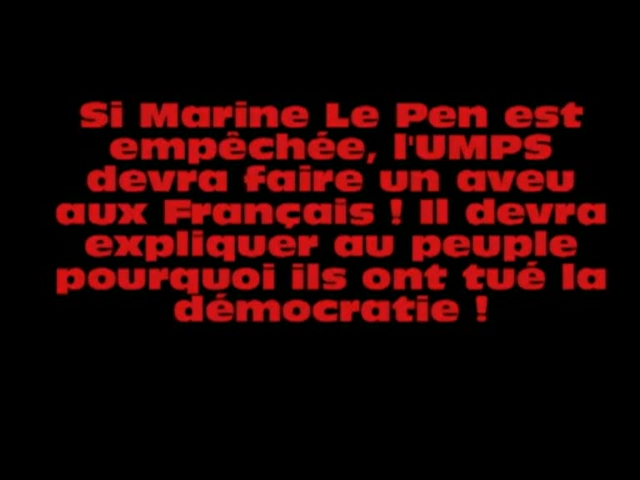 Si Marine Le Pen est
empêchée, l'UMPS
devra faire un aveu
aux Français ! Il devra
expliquer au peuple
pourquoi ils ont tué la
démocratie !